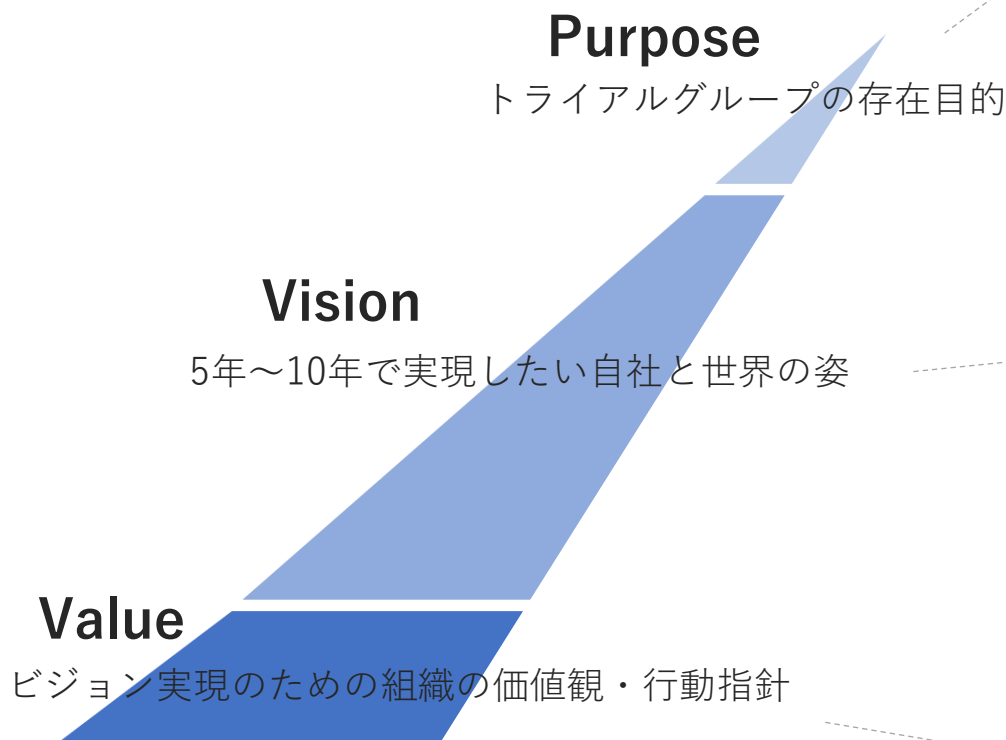 Purpose
トライアルグループの存在目的
Vision
5年～10年で実現したい自社と世界の姿
Value
ビジョン実現のための組織の価値観・行動指針